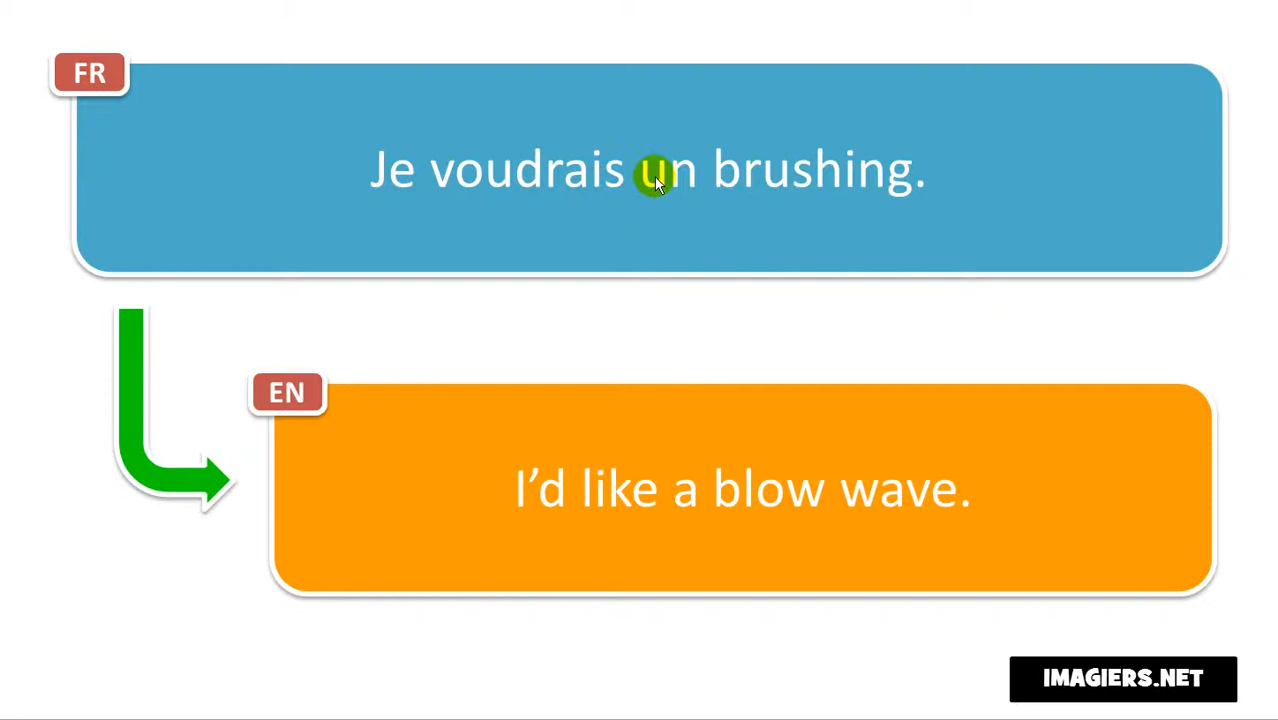 FR
Je voudrais un brushing.
EN
I’d like a blow wave.
IMAGIERS.NET